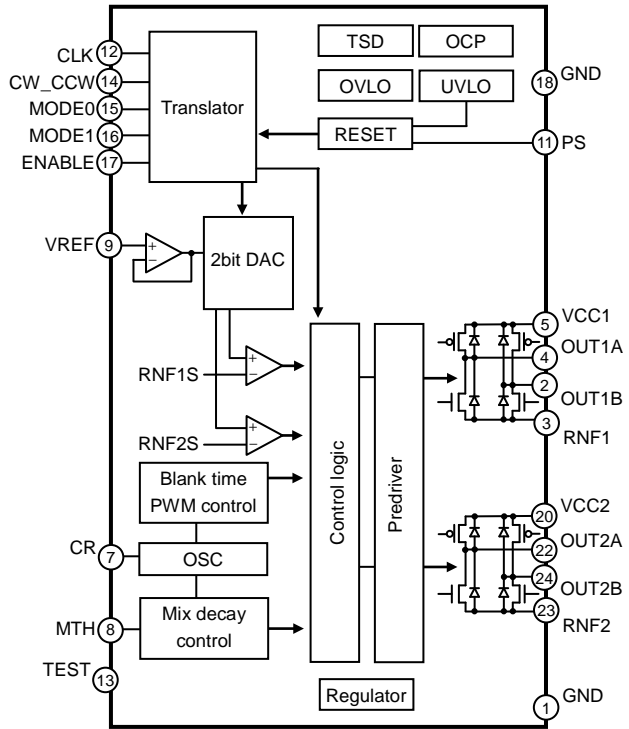 CLK 12
CW_CCW 14
MODE0 15
MODE1 16
ENABLE 17
Translator
TSD
OCP
OVLO
UVLO
RESET
18 GND
11 PS
VREF 9
+
−
2bit DAC
RNF1S
+
−
RNF2S
+
−
Blank time
PWM control
CR 7
OSC
MTH 8
Mix decay
control
TEST
13
Control logic
Predriver
5 VCC1
4 OUT1A
2 OUT1B
3 RNF1
20 VCC2
22 OUT2A
24 OUT2B
23 RNF2
Regulator
1 GND